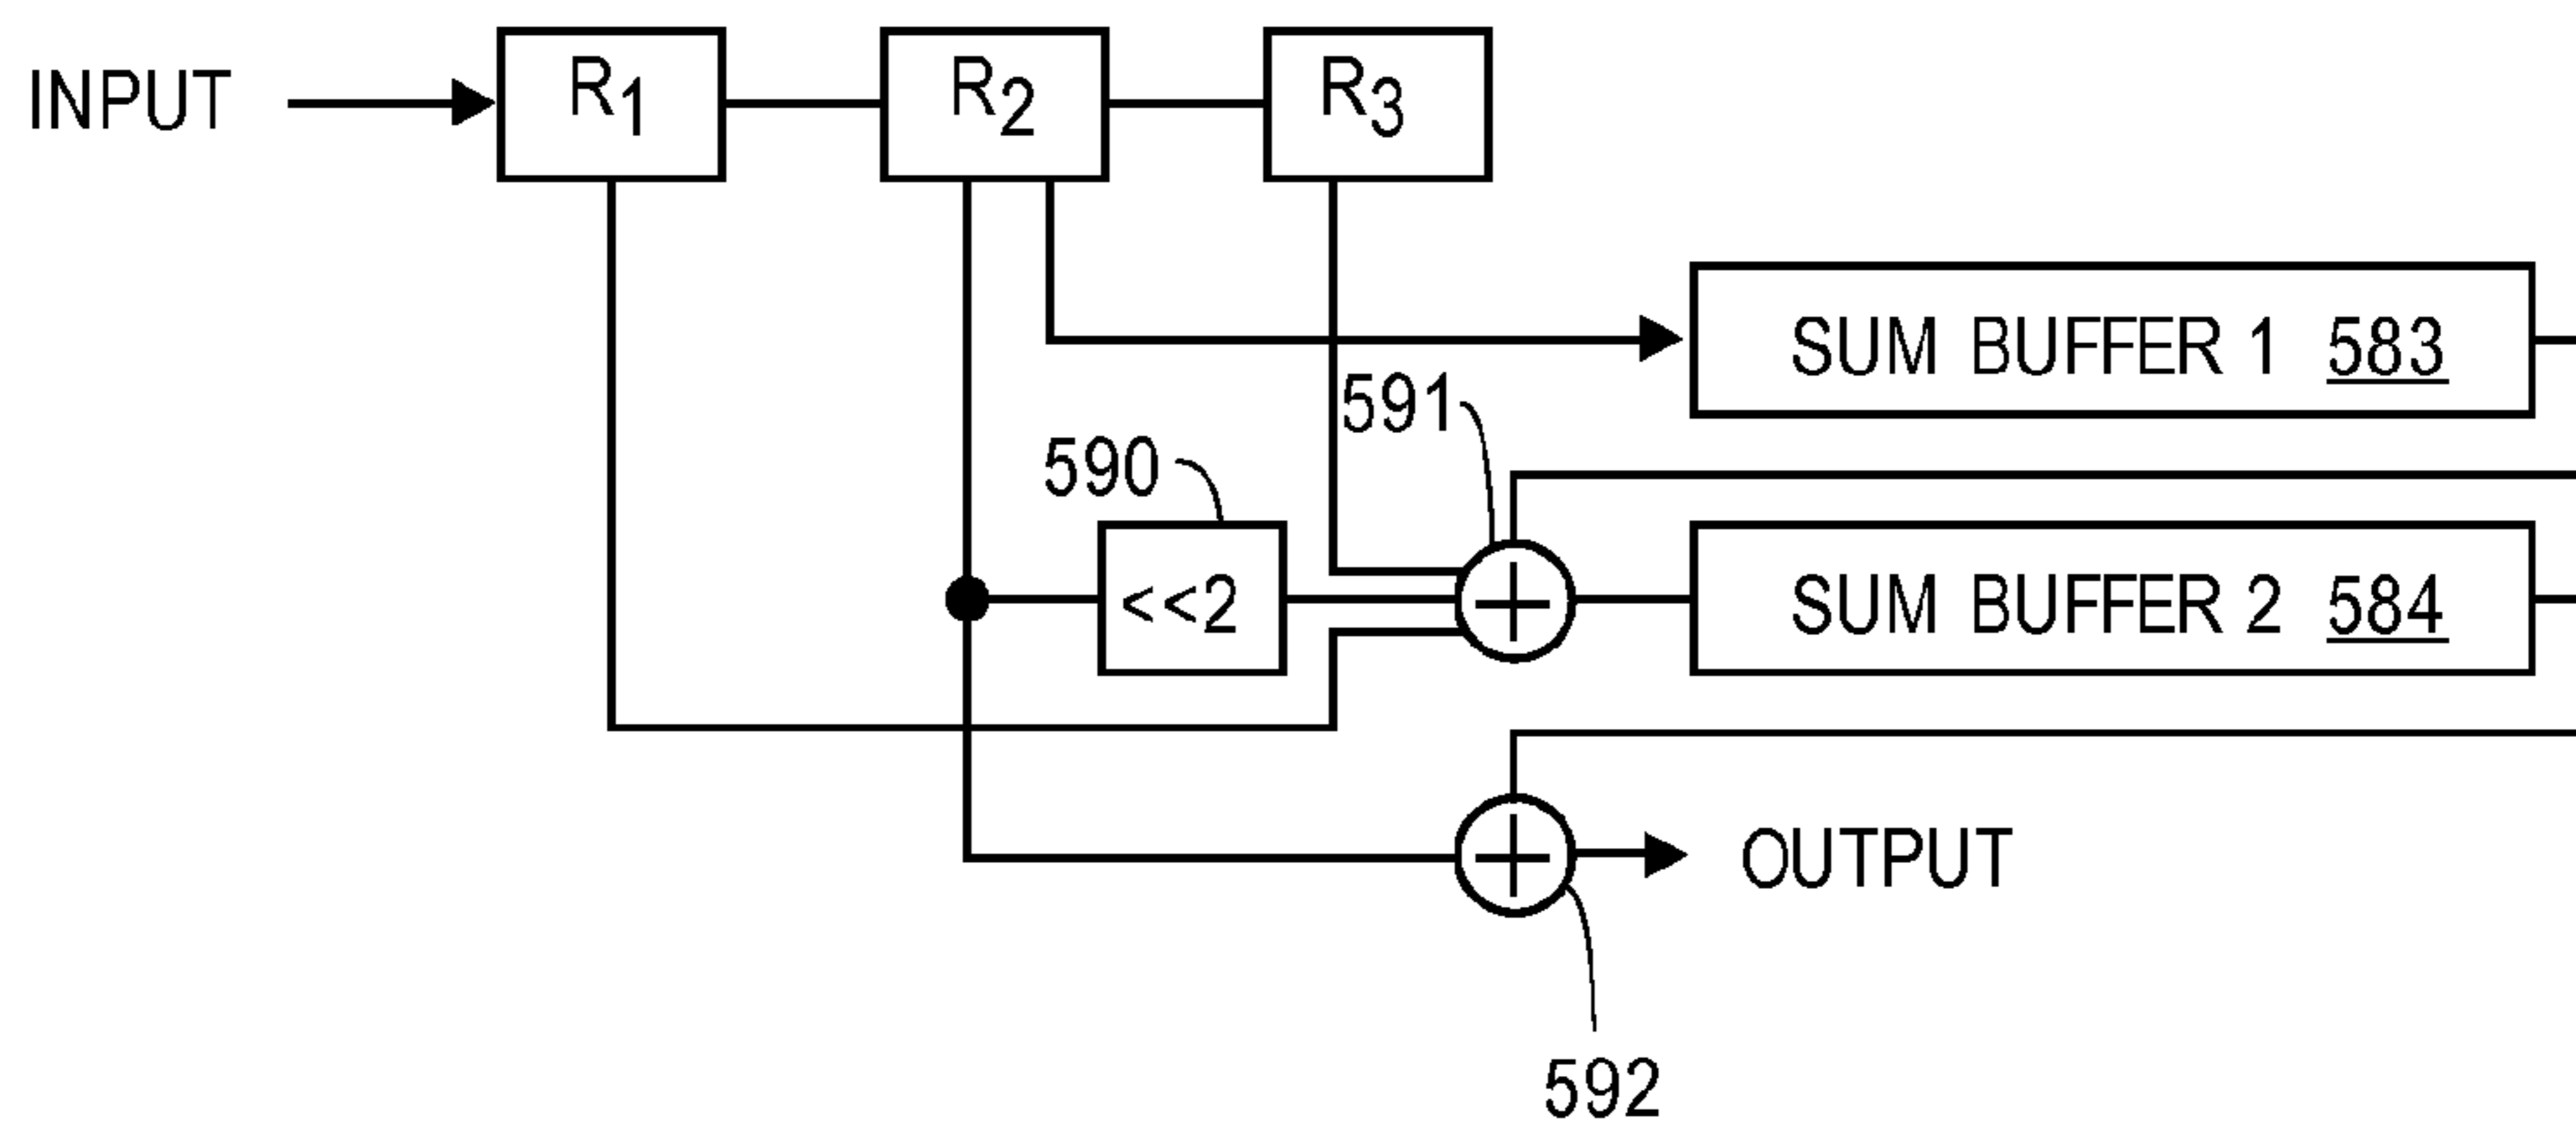 INPUT
R1
R2
R3
SUM BUFFER 1 583
591
590
<<2
SUM BUFFER 2 584
OUTPUT
592